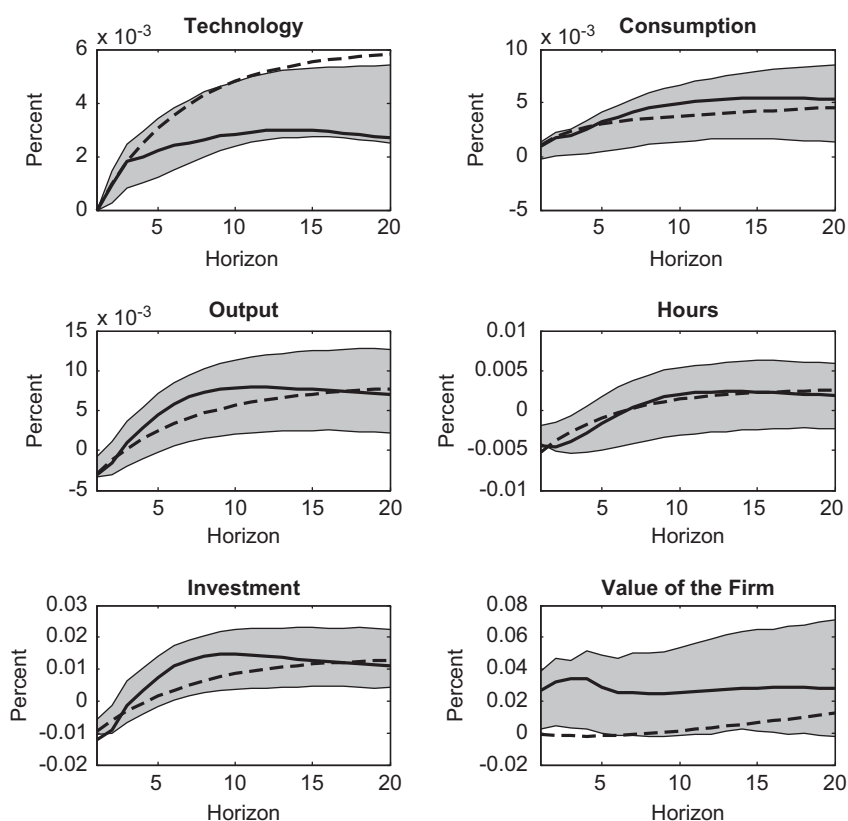 Technology
x 10-3
6
4
2
0
5 10 15 20
Percent
Horizon
Consumption
x 10-3
10
5
0
-5
5 10 15 20
Percent
Horizon
Output
x 10-3
15
10
5
0
-5
5 10 15 20
Percent
Horizon
Hours
0.01
0.005
0
-0.005
-0.01
5 10 15 20
Percent
Horizon
Investment
0.03
0.02
0.01
0
-0.01
-0.02
5 10 15 20
Percent
Horizon
Value of the Firm
0.08
0.06
0.04
0.02
0
-0.02
5 10 15 20
Percent
Horizon